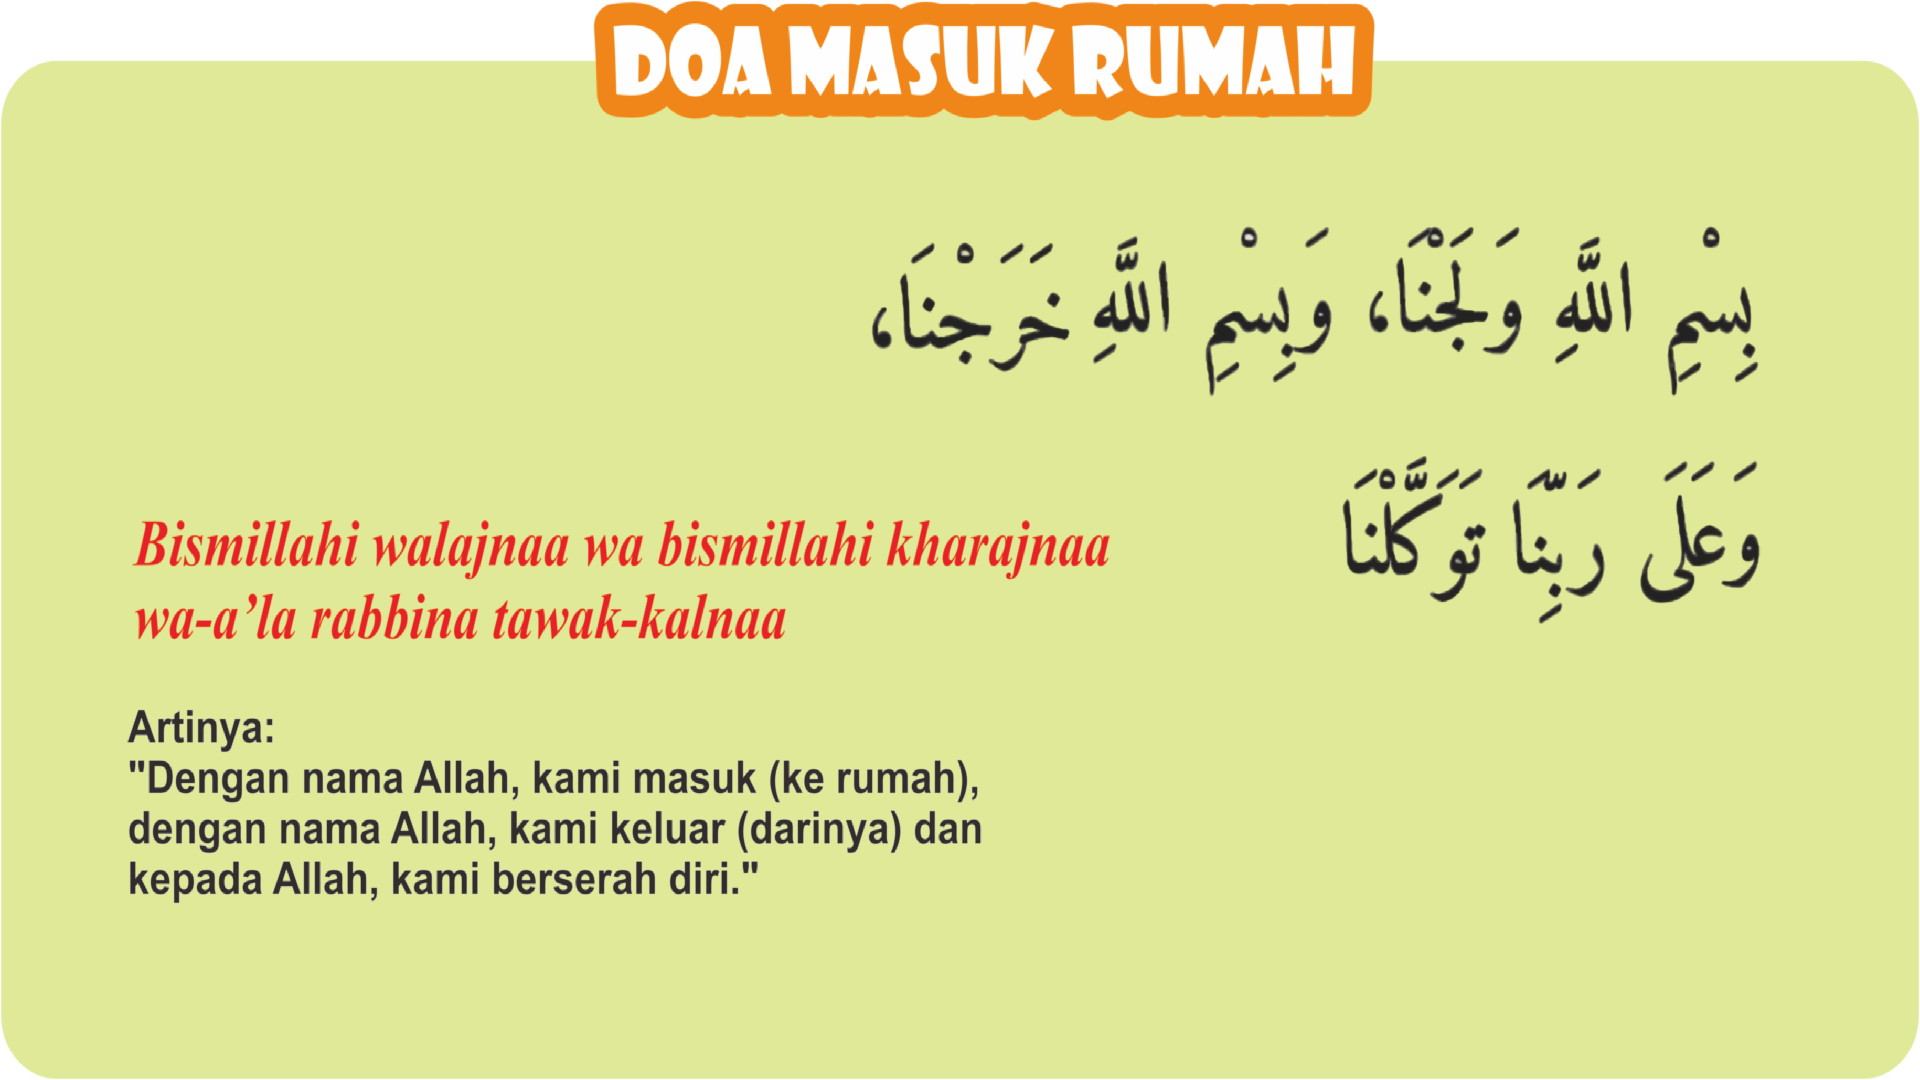 DOA MASUK RUMAH
بِسْمِ اللَّهِ وَلَجْنَا، وَبِسْمِ اللَّهِ خَرَجْنَا،
وَعَلَى رَبِّنَا تَوَكَّلْنَا
Bismillahi walajnaa wa bismillahi kharajnaa
wa-a’la rabbina tawak-kalnaa
Artinya:
"Dengan nama Allah, kami masuk (ke rumah),
dengan nama Allah, kami keluar (darinya) dan
kepada Allah, kami berserah diri."